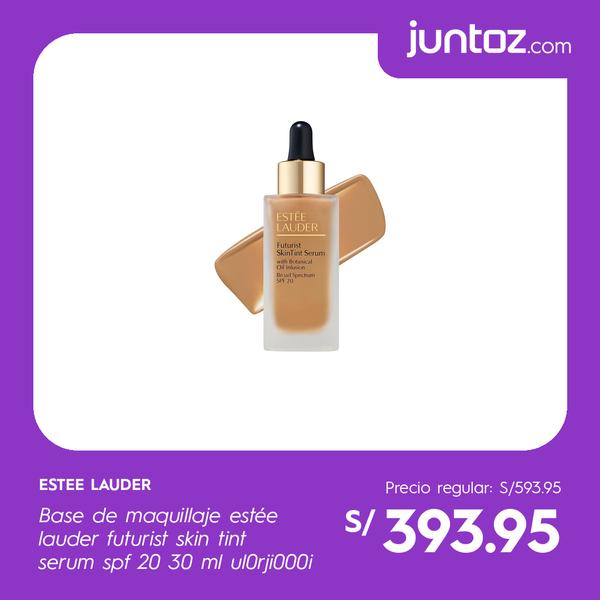 juntoz.com
ESTĒE
LAUDER
Futurist
SkinTint Serum
with Botanical
Oil Infusion
Broad Spectrum
SPF 20
ESTEE LAUDER
Base de maquillaje estée
lauder futurist skin tint
serum spf 20 30 ml ul0rji000i
Precio regular: S/593.95
S/ 393.95